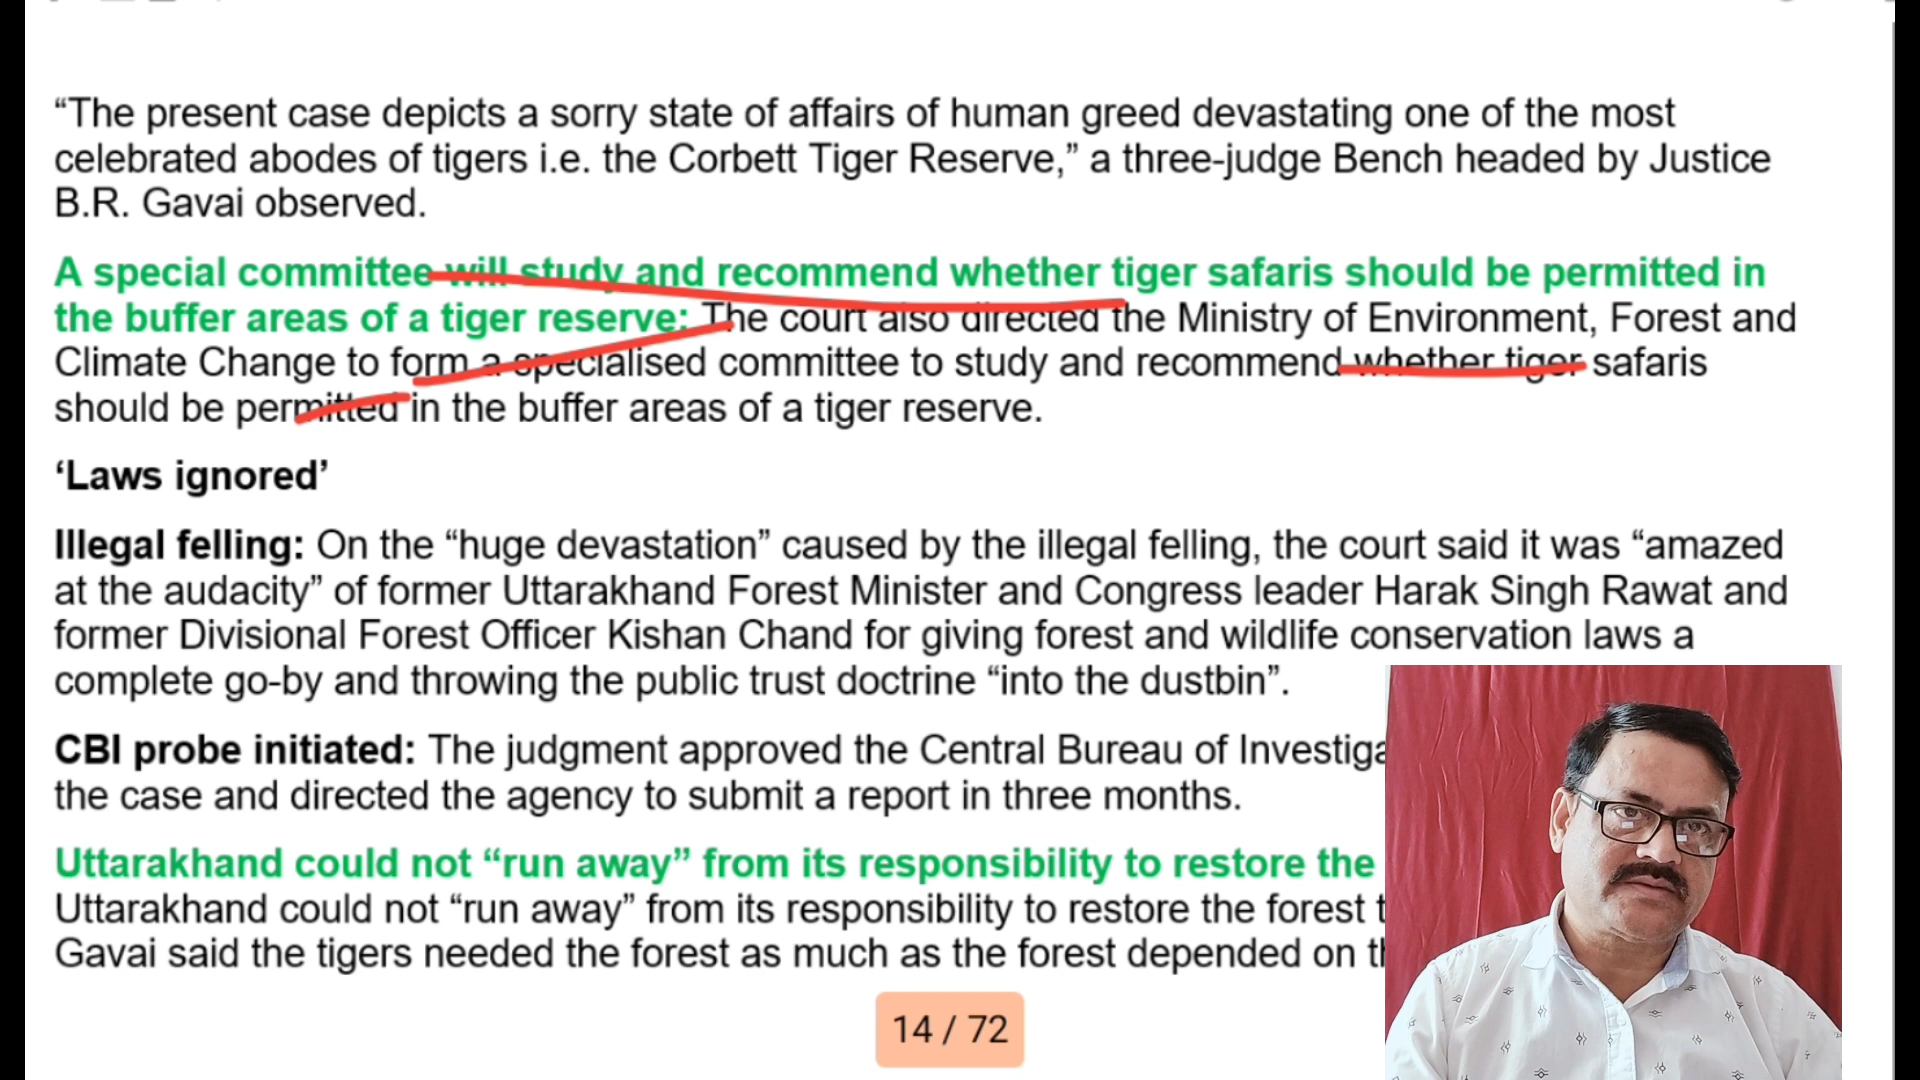 “The present case depicts a sorry state of affairs of human greed devastating one of the most
celebrated abodes of tigers i.e. the Corbett Tiger Reserve,” a three-judge Bench headed by Justice
B.R. Gavai observed.
A special committee will study and recommend whether tiger safaris should be permitted in
the buffer areas of a tiger reserve: The court also directed the Ministry of Environment, Forest and
Climate Change to form a specialised committee to study and recommend whether tiger safaris
should be permitted in the buffer areas of a tiger reserve.
‘Laws ignored’
Illegal felling: On the “huge devastation” caused by the illegal felling, the court said it was “amazed
at the audacity” of former Uttarakhand Forest Minister and Congress leader Harak Singh Rawat and
former Divisional Forest Officer Kishan Chand for giving forest and wildlife conservation laws a
complete go-by and throwing the public trust doctrine “into the dustbin”.
CBI probe initiated: The judgment approved the Central Bureau of
the case and directed the agency to submit a report in three months.
Uttarakhand could not “run away” from its responsibility to restore the
Uttarakhand could not “run away” from its responsibility to restore the forest
Gavai said the tigers needed the forest as much as the forest depended on
14 / 72